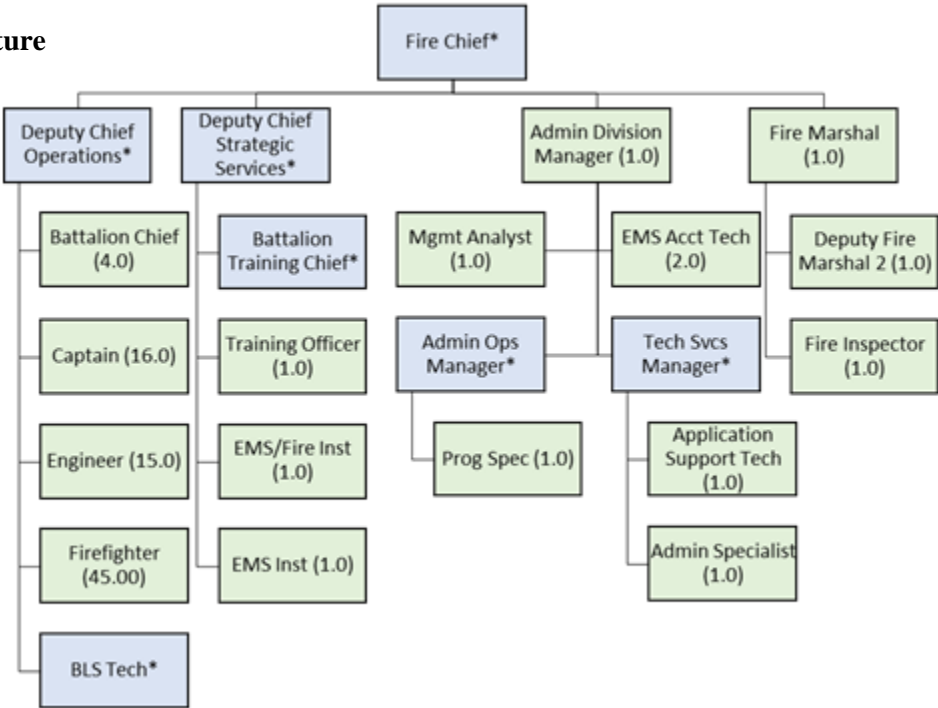 ture
Fire Chief*
Deputy Chief
Operations*
Deputy Chief
Strategic
Services*
Admin Division
Manager (1.0)
Fire Marshal
(1.0)
Battalion Chief
(4.0)
Battalion
Training Chief*
Mgmt Analyst
(1.0)
EMS Acct Tech
(2.0)
Deputy Fire
Marshal 2 (1.0)
Captain (16.0)
Training Officer
(1.0)
Admin Ops
Manager*
Tech Svcs
Manager*
Fire Inspector
(1.0)
Engineer (15.0)
EMS/Fire Inst
(1.0)
Prog Spec (1.0)
Application
Support Tech
(1.0)
Firefighter
(45.00)
EMS Inst (1.0)
Admin Specialist
(1.0)
BLS Tech*